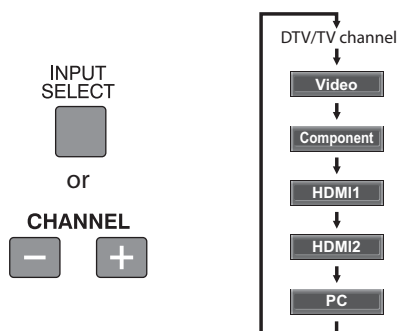 INPUT
SELECT
or
CHANNEL
− +
DTV/TV channel
Video
Component
HDMI1
HDMI2
PC